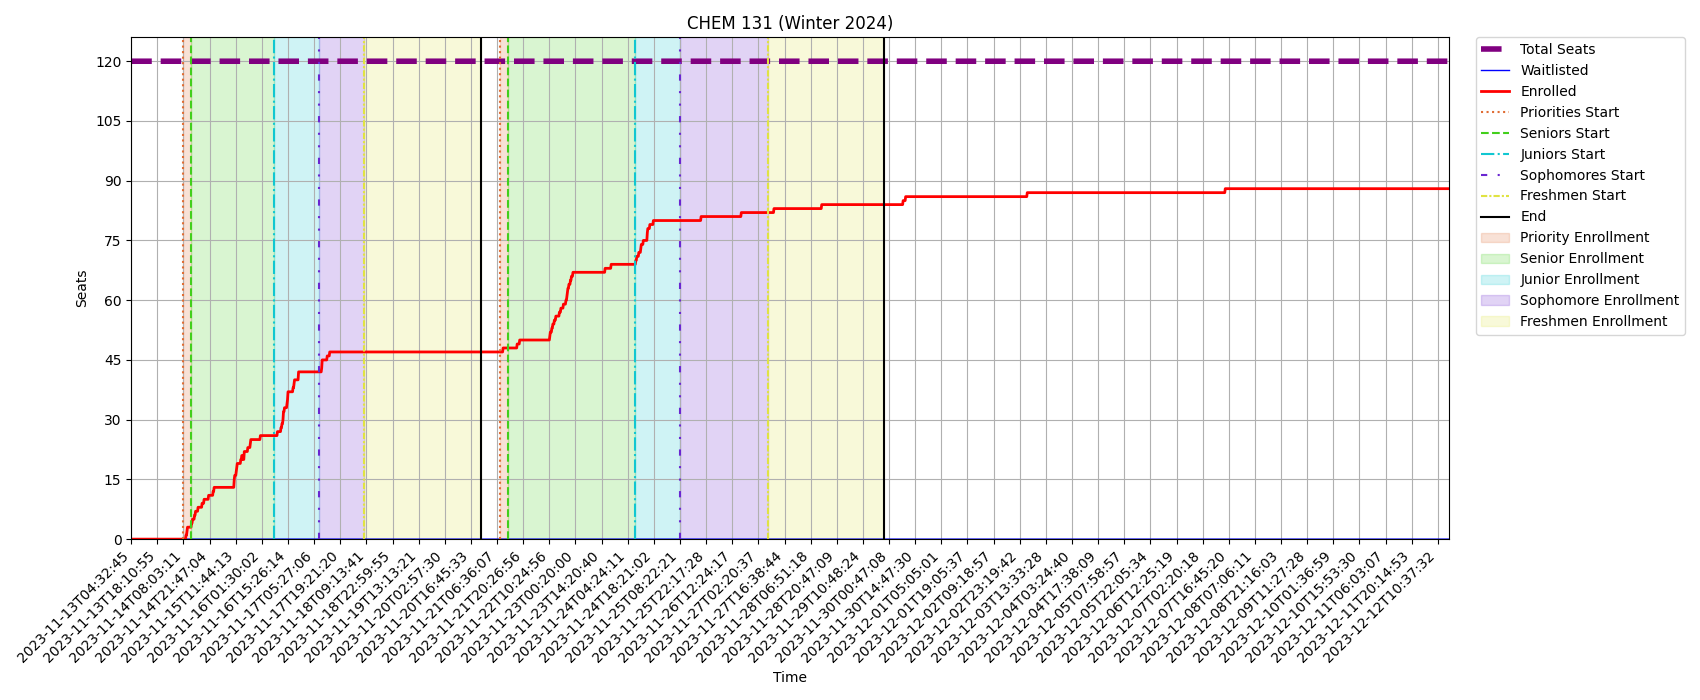 CHEM 131 (Winter 2024)
Total Seats
Waitlisted
Enrolled
Priorities Start
Seniors Start
Juniors Start
Sophomores Start
Freshmen Start
End
Priority Enrollment
Senior Enrollment
Junior Enrollment
Sophomore Enrollment
Freshmen Enrollment
Seats
120
105
90
75
60
45
30
15
0
2023-11-13T04:32:45
2023-11-13T18:10:55
2023-11-14T08:03:11
2023-11-14T21:47:04
2023-11-15T11:44:13
2023-11-16T01:30:02
2023-11-16T15:26:14
2023-11-17T05:27:06
2023-11-17T19:21:20
2023-11-18T09:13:41
2023-11-18T22:59:55
2023-11-19T13:13:21
2023-11-20T02:57:30
2023-11-20T16:45:33
2023-11-21T06:36:07
2023-11-21T20:26:56
2023-11-22T10:24:56
2023-11-23T00:20:00
2023-11-23T14:20:40
2023-11-24T04:24:11
2023-11-24T18:21:02
2023-11-25T08:22:21
2023-11-25T22:17:28
2023-11-26T12:24:17
2023-11-27T02:20:37
2023-11-27T16:38:44
2023-11-28T06:51:18
2023-11-28T20:47:09
2023-11-29T10:48:24
2023-11-30T00:47:08
2023-11-30T14:47:30
2023-12-01T05:05:01
2023-12-01T19:05:37
2023-12-02T09:18:57
2023-12-02T23:19:42
2023-12-03T13:33:28
2023-12-04T03:24:40
2023-12-04T17:38:09
2023-12-05T07:58:57
2023-12-05T22:05:34
2023-12-06T12:25:19
2023-12-07T02:20:18
2023-12-07T16:45:20
2023-12-08T07:06:11
2023-12-08T21:16:03
2023-12-09T11:27:28
2023-12-10T01:36:59
2023-12-10T15:53:30
2023-12-11T06:03:07
2023-12-11T20:14:53
2023-12-12T10:37:32
Time